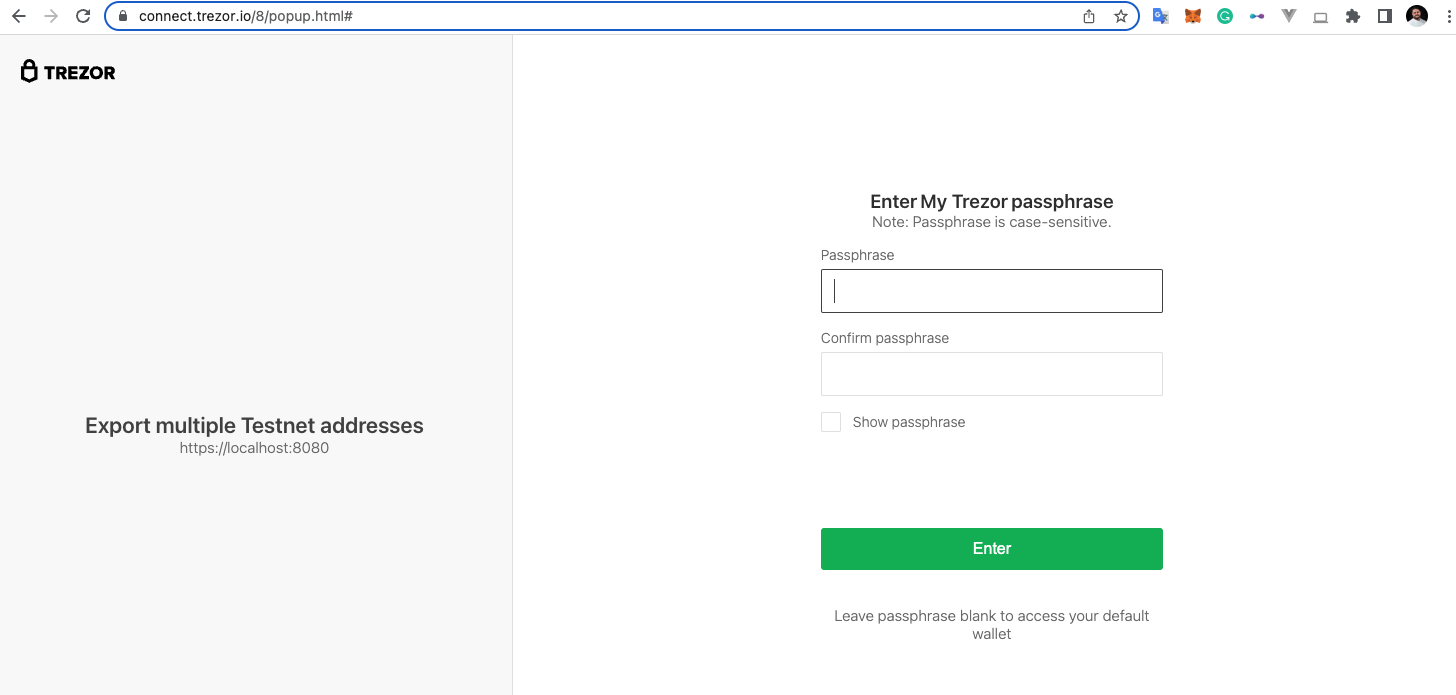 connect.trezor.io/8/popup.html#
TREZOR
Export multiple Testnet addresses
https://localhost:8080
Enter My Trezor passphrase
Note: Passphrase is case-sensitive.
Passphrase
Confirm passphrase
Show passphrase
Enter
Leave passphrase blank to access your default
wallet